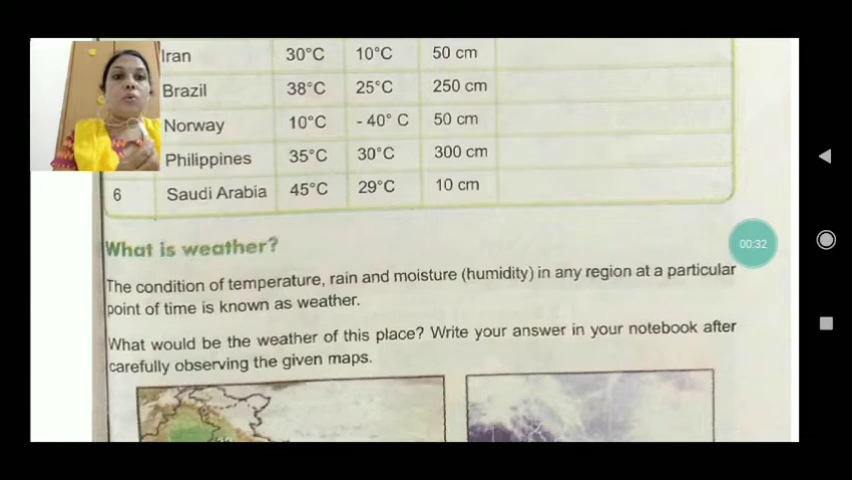 Iran 30°C 10°C 50 cm
Brazil 38°C 25°C 250 cm
Norway 10°C - 40° C 50 cm
Philippines 35°C 30°C 300 cm
6 Saudi Arabia 45°C 29°C 10 cm
What is weather?
00:32
The condition of temperature, rain and moisture (humidity) in any region at a particular
point of time is known as weather.
What would be the weather of this place? Write your answer in your notebook after
carefully observing the given maps.